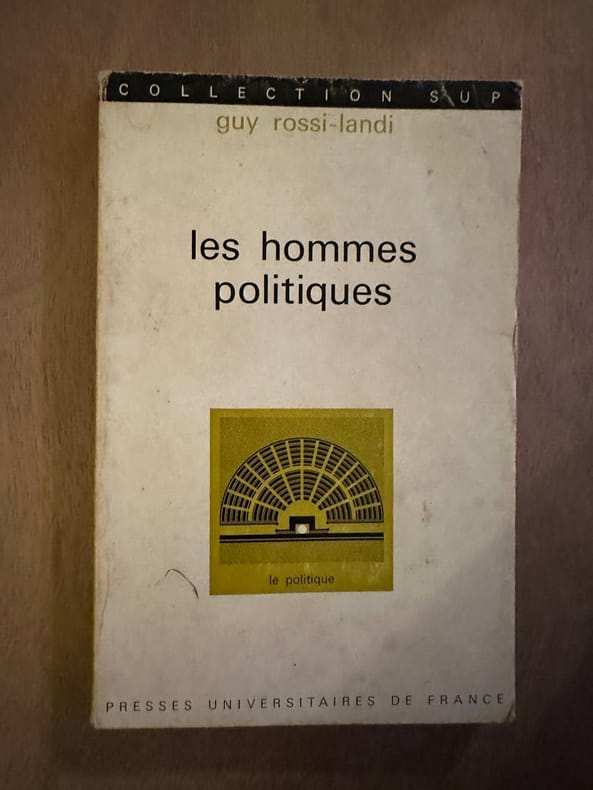 COLLECTION SUP
guy rossi-landi
les hommes
politiques
le politique
PRESSES UNIVERSITAIRES DE FRANCE